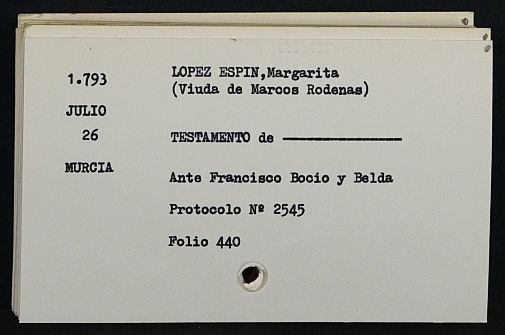 1.793
LOPEZ ESPIN,Margarita
(Viuda de Marcos Rodenas)
JULIO
26
TESTAMENTO de ----------------
MURCIA
Ante Francisco Bocio y Belda
Protocolo Nº 2545
Folio 440